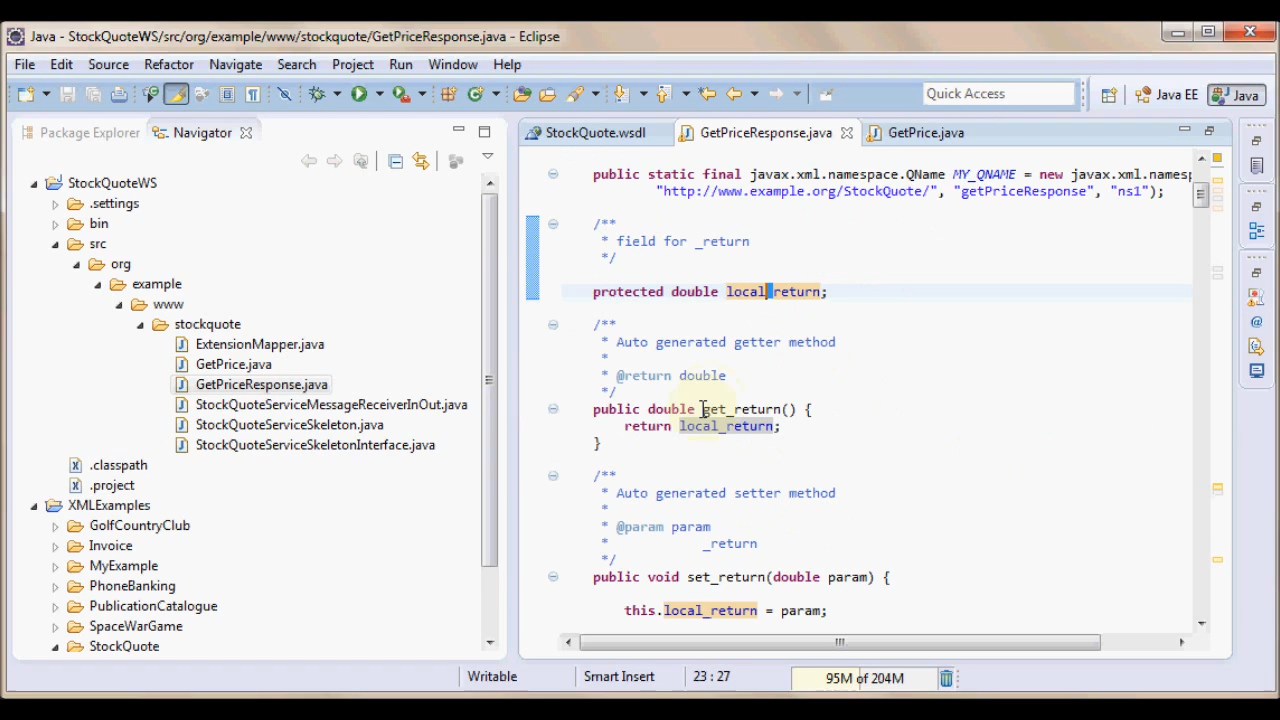 Java - StockQuoteWS/src/org/example/www/stockquote/GetPriceResponse.java - Eclipse
File Edit Source Refactor Navigate Search Project Run Window Help
Quick Access
Java EE
Java
Package Explorer
Navigator
StockQuoteWS
.settings
bin
src
org
example
www
stockquote
ExtensionMapper.java
GetPrice.java
GetPriceResponse.java
StockQuoteServiceMessageReceiverInOut.java
StockQuoteServiceSkeleton.java
StockQuoteServiceSkeletonInterface.java
.classpath
.project
XMLExamples
GolfCountryClub
Invoice
MyExample
PhoneBanking
PublicationCatalogue
SpaceWarGame
StockQuote
StockQuote.wsdl
GetPriceResponse.java
GetPrice.java
public static final javax.xml.namespace.QName MY_QNAME = new javax.xml.namesp
"http://www.example.org/StockQuote/", "getPriceResponse", "ns1");
/**
* field for _return
*/
protected double local_return;
/**
* Auto generated getter method
*
* @return double
*/
public double get_return() {
return local_return;
}
/**
* Auto generated setter method
*
* @param param
* _return
*/
public void set_return(double param) {
this.local_return = param;
Writable
Smart Insert
23 : 27
95M of 204M